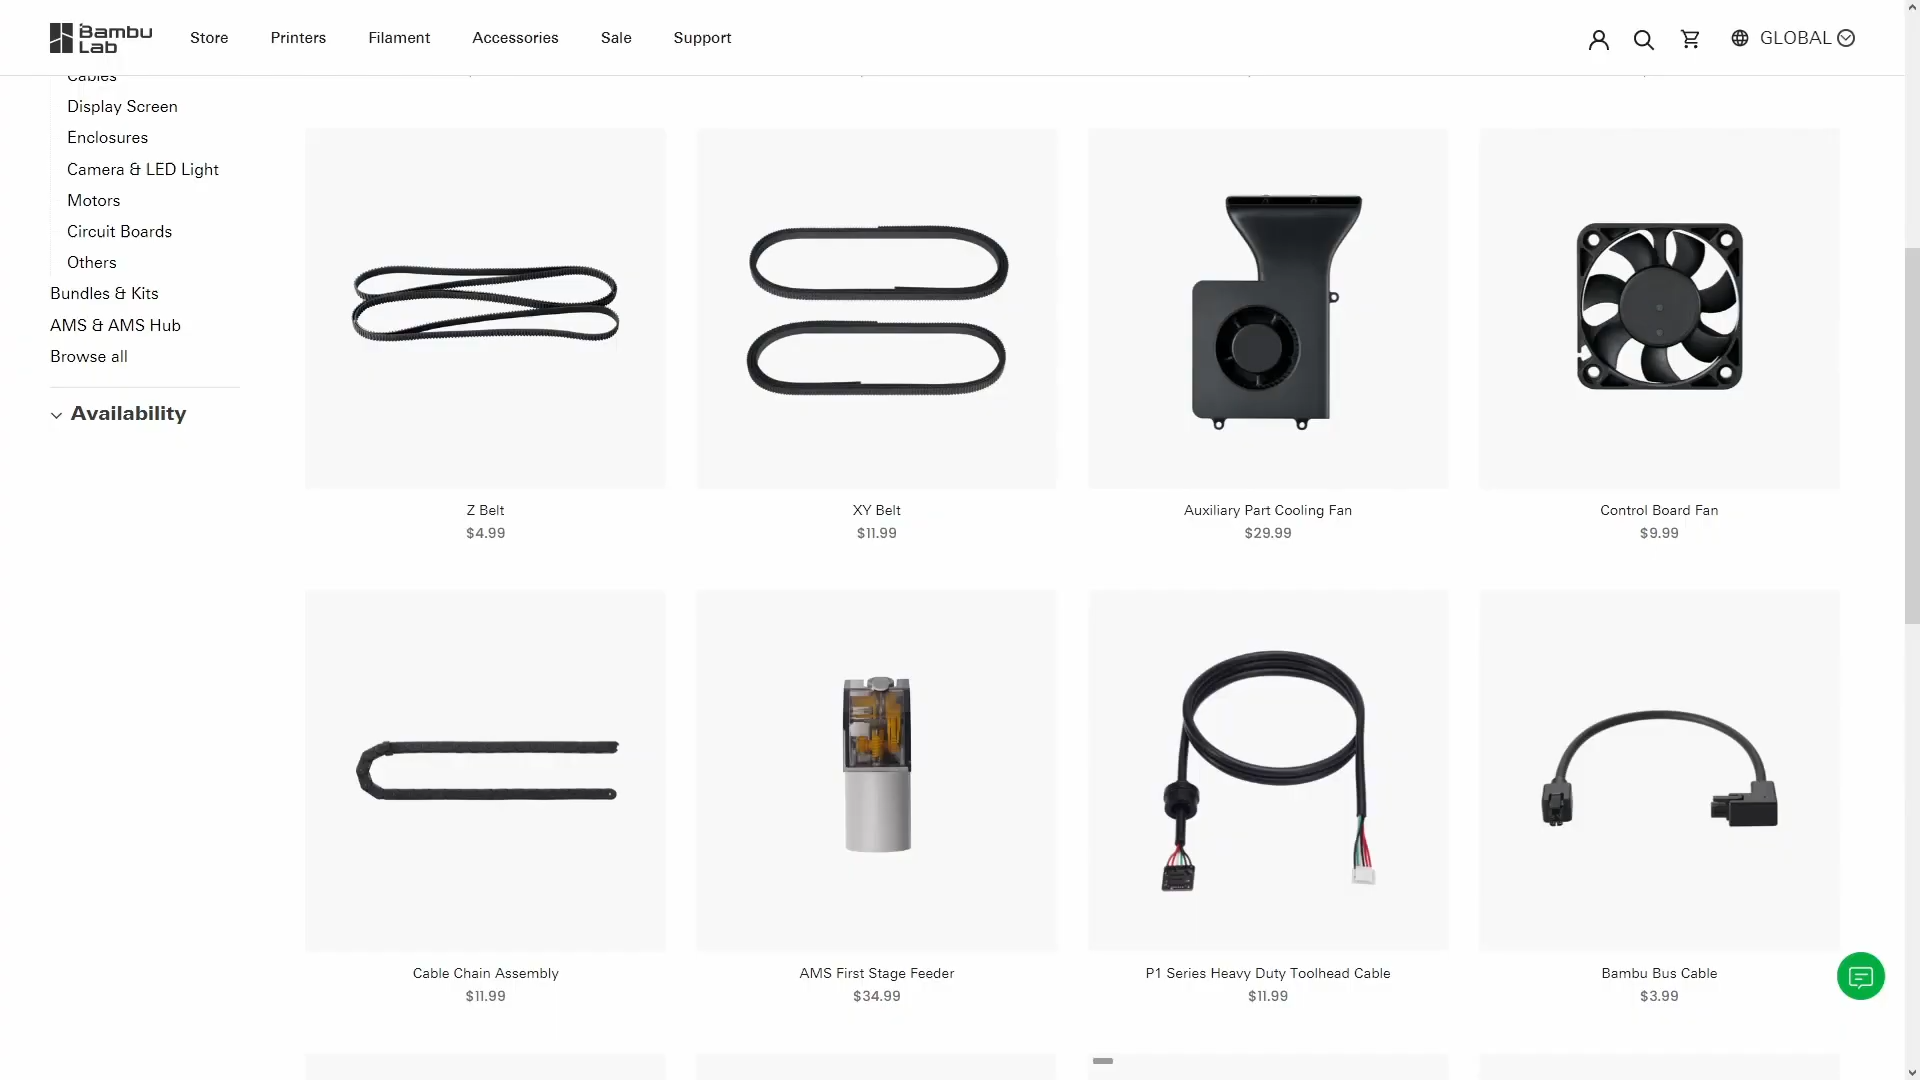 Bambu
Lab
Store
Printers
Filament
Accessories
Sale
Support
GLOBAL
Cables
Display Screen
Enclosures
Camera & LED Light
Motors
Circuit Boards
Others
Bundles & Kits
AMS & AMS Hub
Browse all
Availability
Z Belt
$4.99
XY Belt
$11.99
Auxiliary Part Cooling Fan
$29.99
Control Board Fan
$9.99
Cable Chain Assembly
$11.99
AMS First Stage Feeder
$34.99
P1 Series Heavy Duty Toolhead Cable
$11.99
Bambu Bus Cable
$3.99